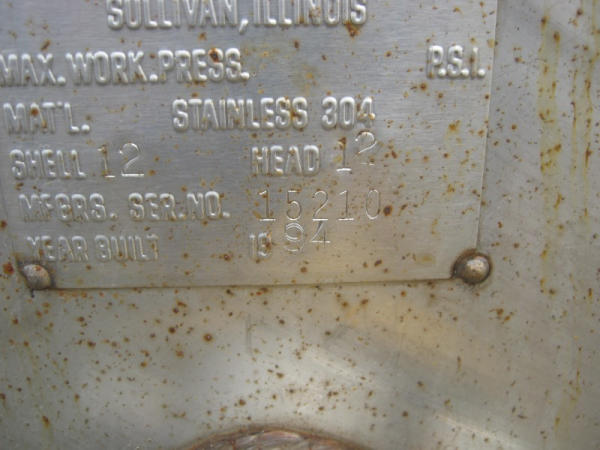 SULLIVAN, ILLINOIS
MAX. WORK. PRESS. P.S.I.
MAT'L. STAINLESS 304
SHELL 12 HEAD 12
MFGRS. SER. NO. 15210
YEAR BUILT 19 94